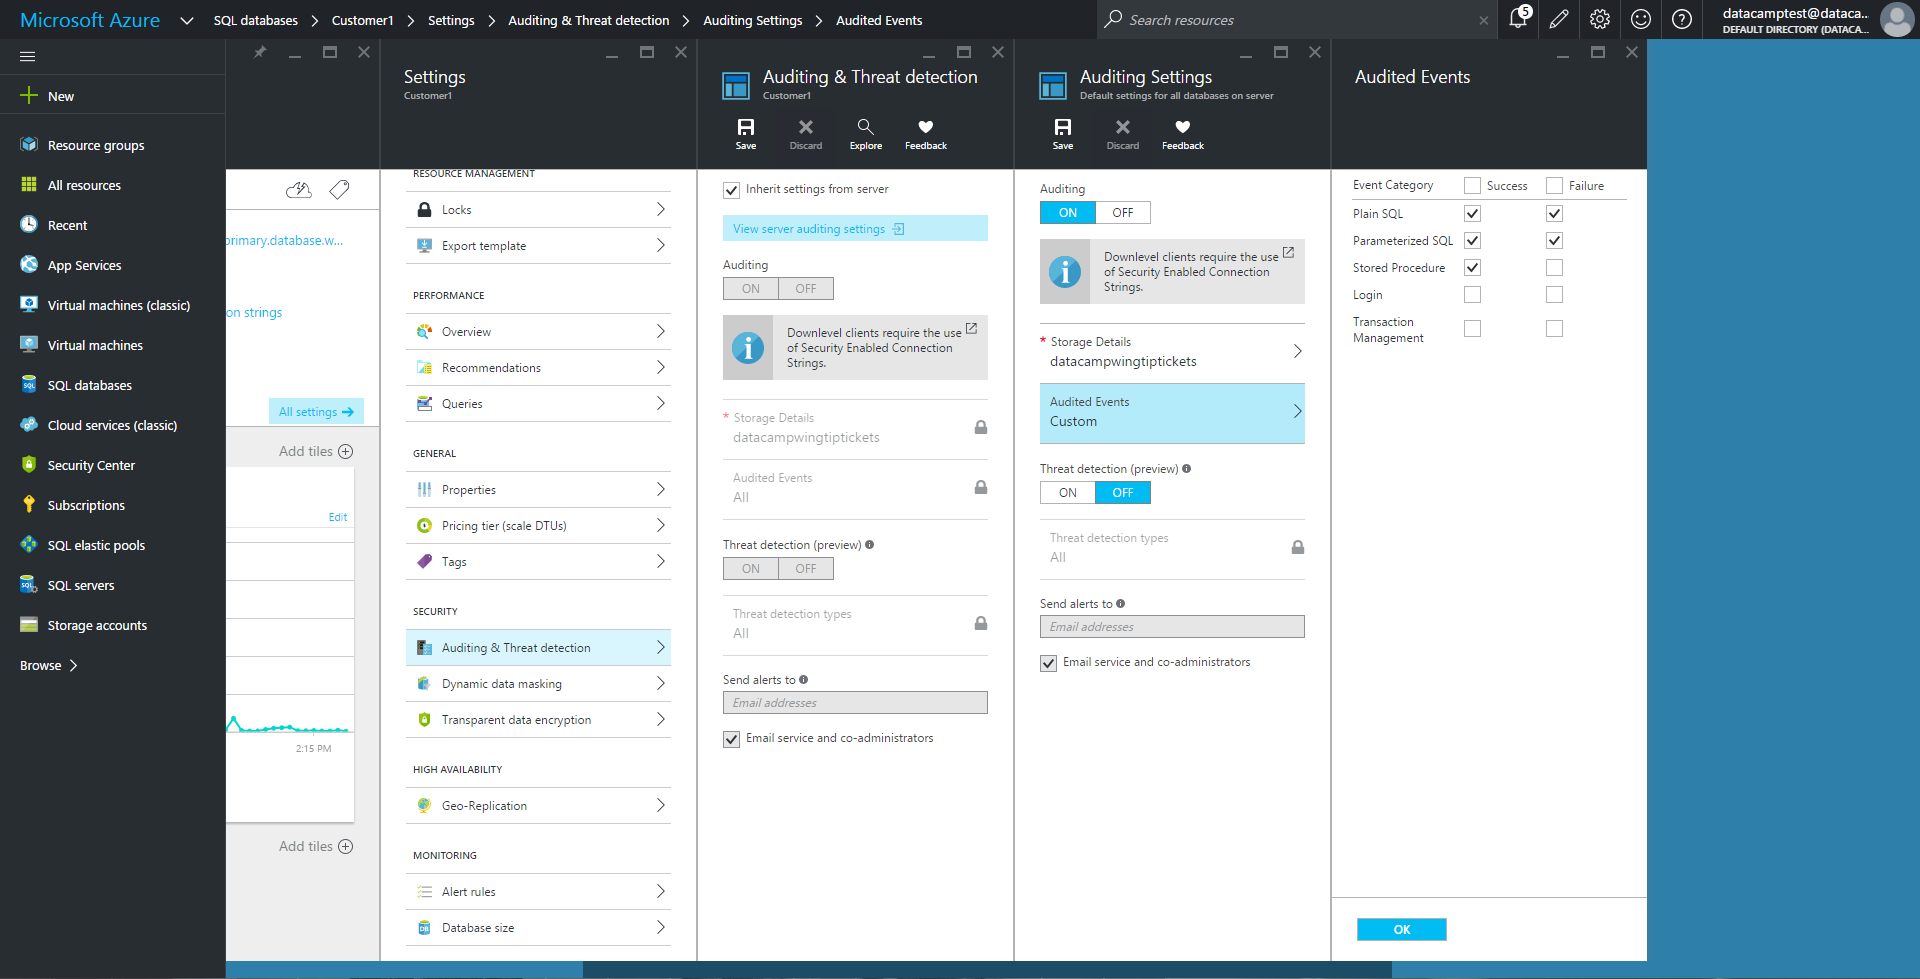 Microsoft Azure
SQL databases
Customer1
Settings
Auditing & Threat detection
Auditing Settings
Audited Events
Search resources
5
datacamptest@dataca...
DEFAULT DIRECTORY (DATACA...
New
Resource groups
All resources
Recent
App Services
Virtual machines (classic)
Virtual machines
SQL databases
Cloud services (classic)
Security Center
Subscriptions
SQL elastic pools
SQL servers
Storage accounts
Browse
primary.database.w...
on strings
All settings
Add tiles
Edit
2:15 PM
Add tiles
Settings
Customer1
RESOURCE MANAGEMENT
Locks
Export template
PERFORMANCE
Overview
Recommendations
Queries
GENERAL
Properties
Pricing tier (scale DTUs)
Tags
SECURITY
Auditing & Threat detection
Dynamic data masking
Transparent data encryption
HIGH AVAILABILITY
Geo-Replication
MONITORING
Alert rules
Database size
Auditing & Threat detection
Customer1
Save
Discard
Explore
Feedback
Inherit settings from server
View server auditing settings
Auditing
ON OFF
Downlevel clients require the use
of Security Enabled Connection
Strings.
* Storage Details
datacampwingtiptickets
Audited Events
All
Threat detection (preview)
ON OFF
Threat detection types
All
Send alerts to
Email addresses
Email service and co-administrators
Auditing Settings
Default settings for all databases on server
Save
Discard
Feedback
Auditing
ON OFF
Downlevel clients require the use
of Security Enabled Connection
Strings.
* Storage Details
datacampwingtiptickets
Audited Events
Custom
Threat detection (preview)
ON OFF
Threat detection types
All
Send alerts to
Email addresses
Email service and co-administrators
Audited Events
Event Category Success Failure
Plain SQL
Parameterized SQL
Stored Procedure
Login
Transaction
Management
OK